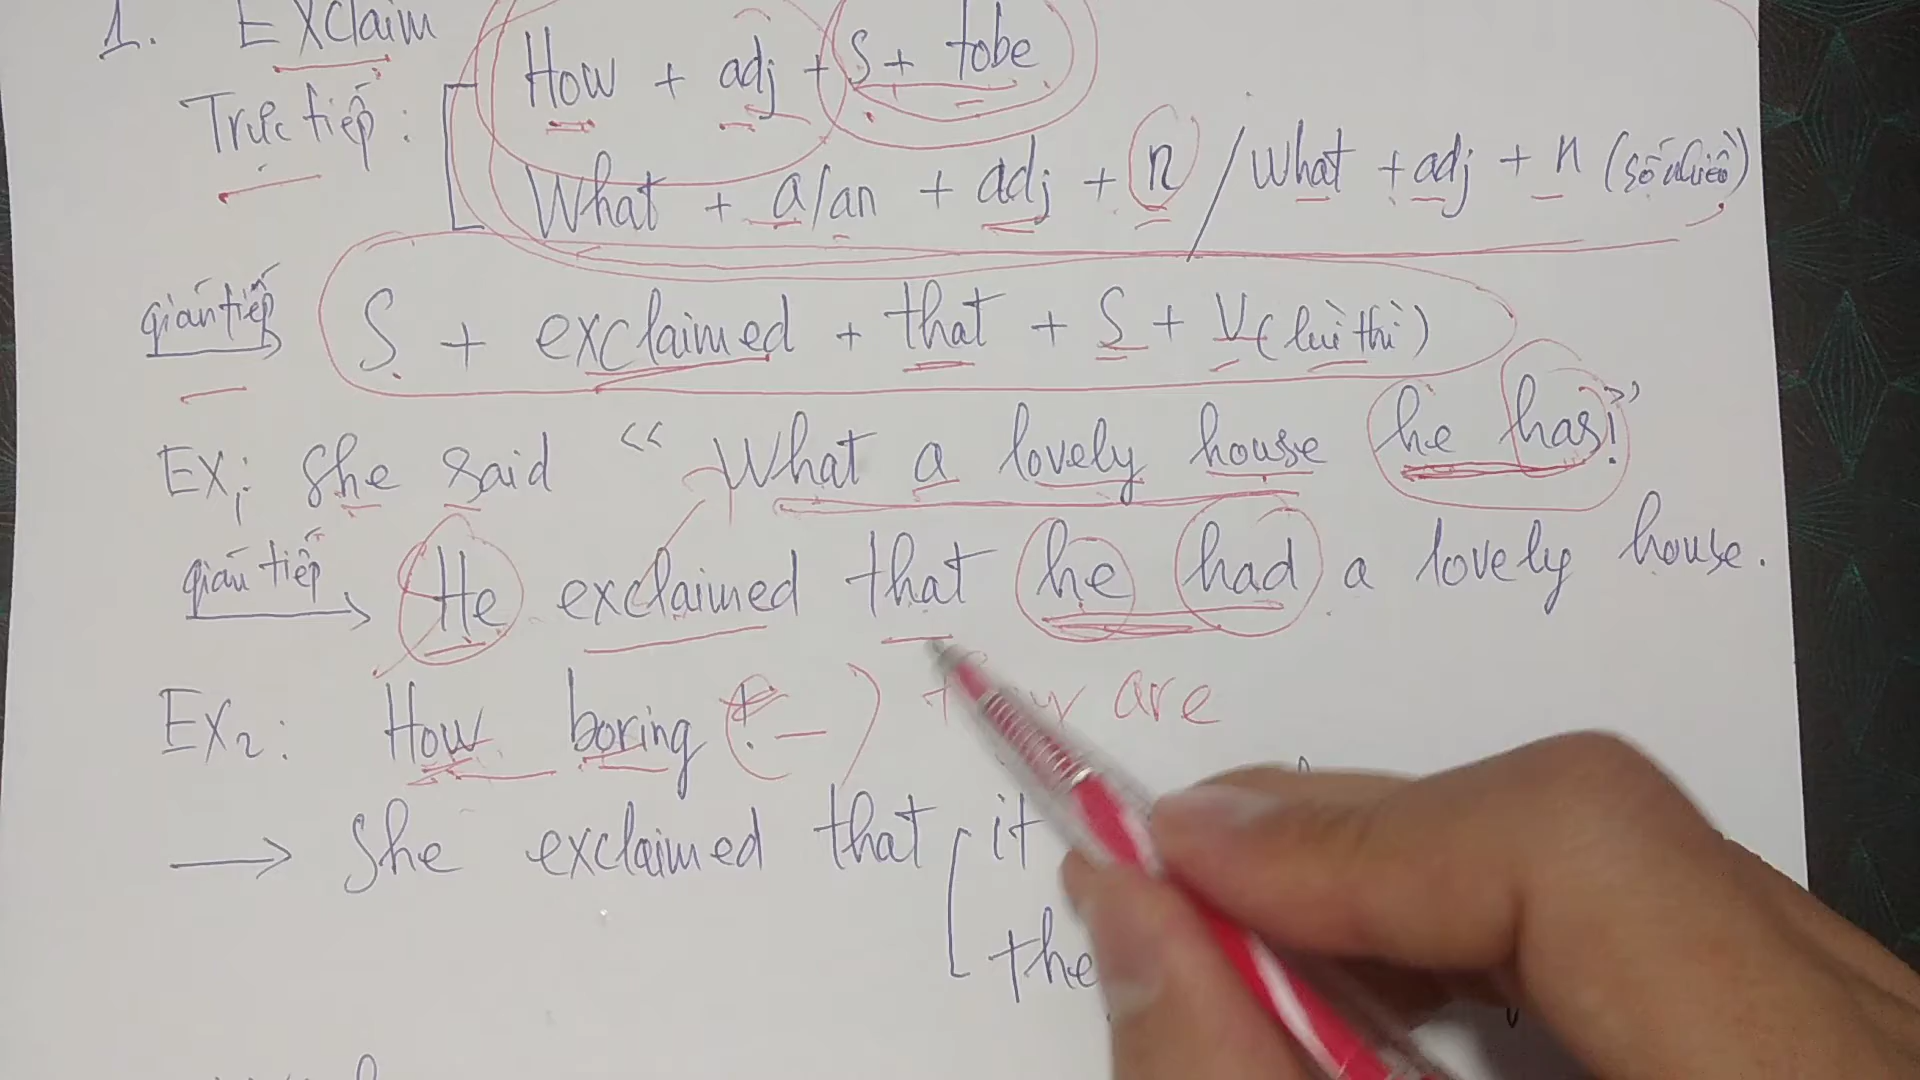 1. Exclaim
Trực tiếp: How + adj + S + tobe
What + a/an + adj + n / What + adj + n (số nhiều)
gián tiếp S + exclaimed + that + S + V (lùi thì)
Ex1: She said "What a lovely house he has!"
gián tiếp → He exclaimed that he had a lovely house.
Ex2: How boring (+ _ ) are
→ She exclaimed that it
the